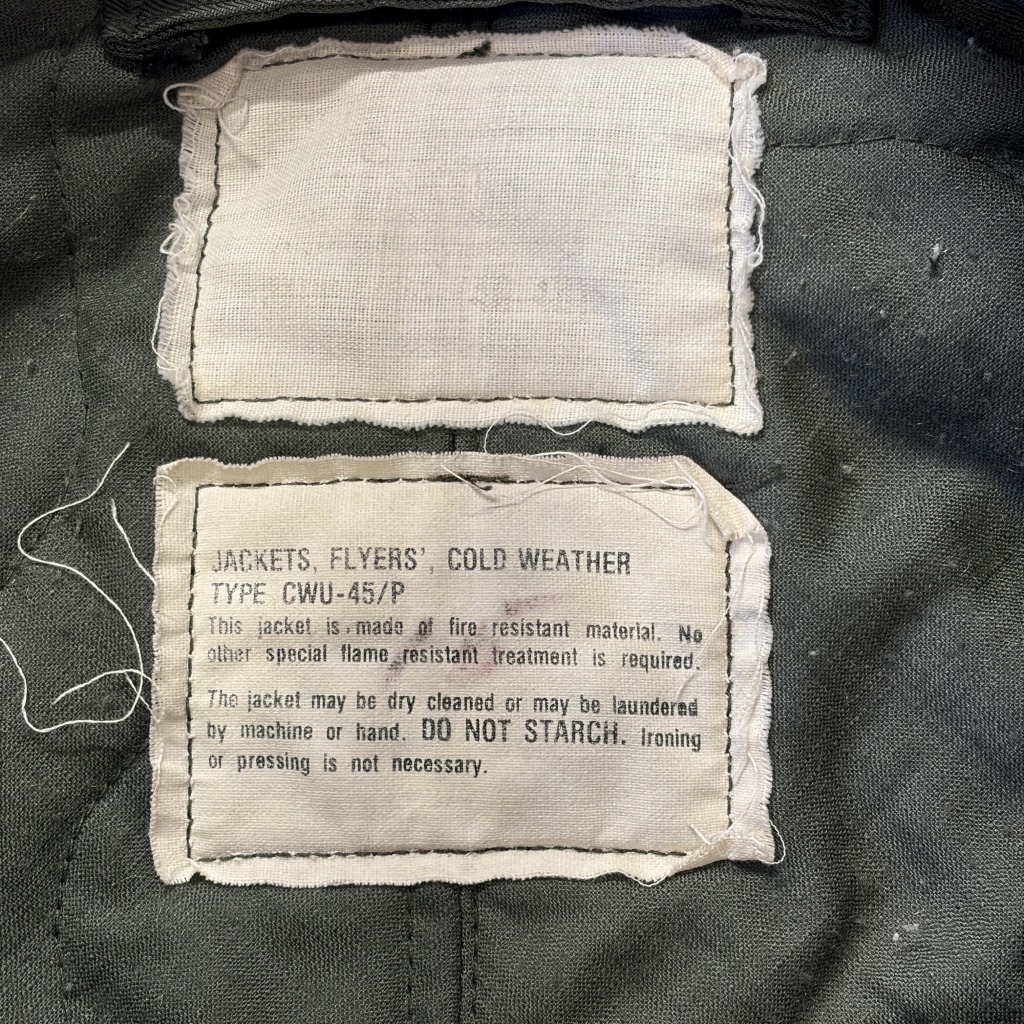 JACKETS, FLYERS', COLD WEATHER
TYPE CWU-45/P
This jacket is made of fire resistant material. No
other special flame resistant treatment is required.
The jacket may be dry cleaned or may be laundered
by machine or hand. DO NOT STARCH. Ironing
or pressing is not necessary.